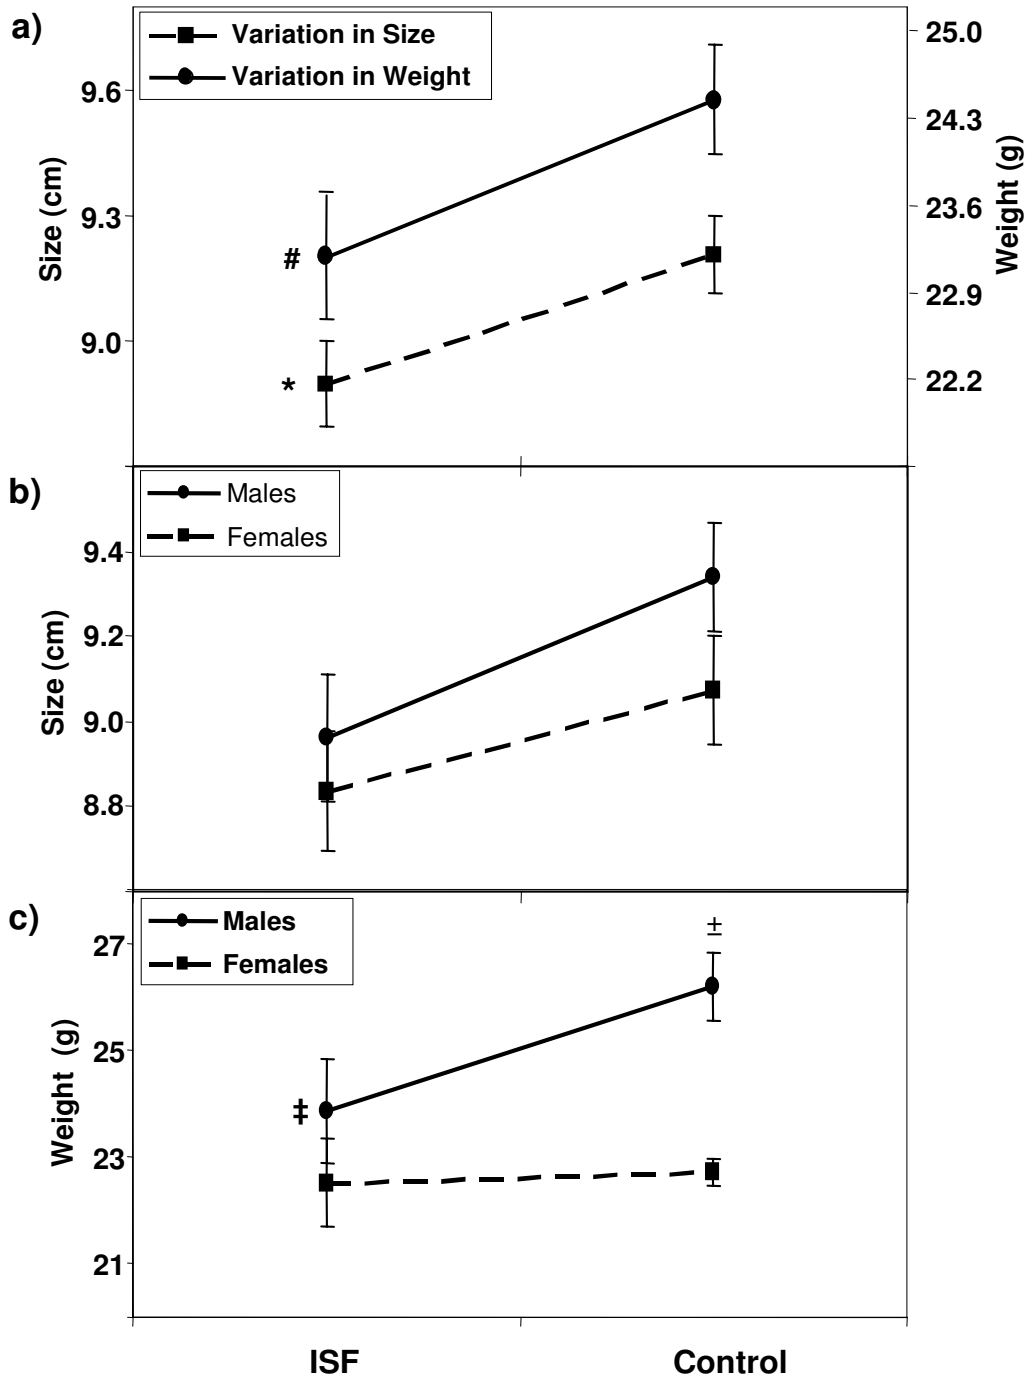 a)
Variation in Size
Variation in Weight
25.0
9.6
24.3
Size (cm)
9.3
23.6
Weight (g)
#
22.9
9.0
22.2
*
b)
Males
Females
9.4
9.2
Size (cm)
9.0
8.8
c)
Males
Females
27
±
25
Weight (g)
‡
23
21
ISF
Control